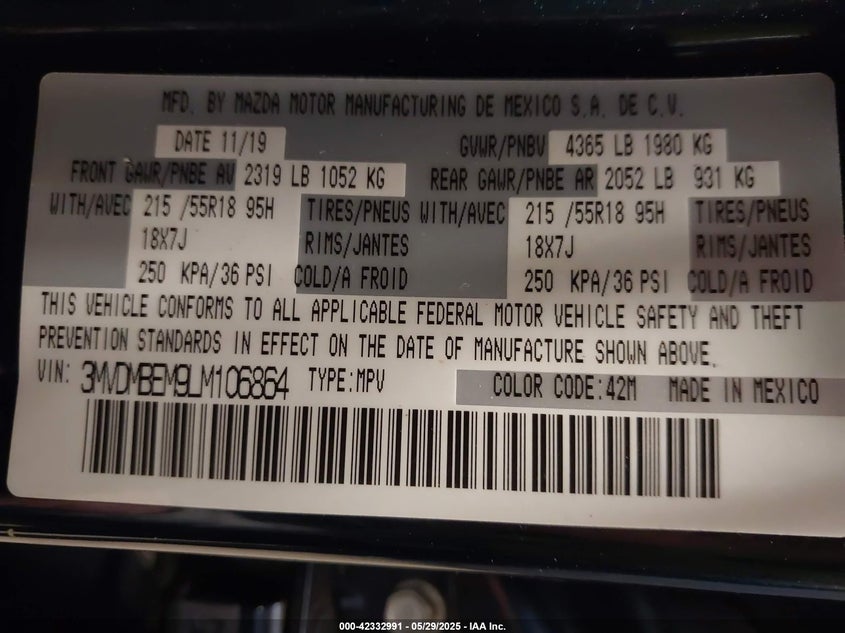 MFD. BY MAZDA MOTOR MANUFACTURING DE MEXICO S.A. DE C.V.
DATE 11/19 GVWR/PNBV 4365 LB 1980 KG
FRONT GAWR/PNBE AV 2319 LB 1052 KG REAR GAWR/PNBE AR 2052 LB 931 KG
WITH/AVEC 215 /55R18 95H TIRES/PNEUS WITH/AVEC 215 /55R18 95H TIRES/PNEUS
18X7J RIMS/JANTES 18X7J RIMS/JANTES
250 KPA/36 PSI COLD/A FROID 250 KPA/36 PSI COLD/A FROID
THIS VEHICLE CONFORMS TO ALL APPLICABLE FEDERAL MOTOR VEHICLE SAFETY AND THEFT
PREVENTION STANDARDS IN EFFECT ON THE DATE OF MANUFACTURE SHOWN ABOVE.
VIN: 3MVDMBEM9LM106864 TYPE:MPV COLOR CODE:42M MADE IN MEXICO
000-42332991 - 05/29/2025 - IAA Inc.